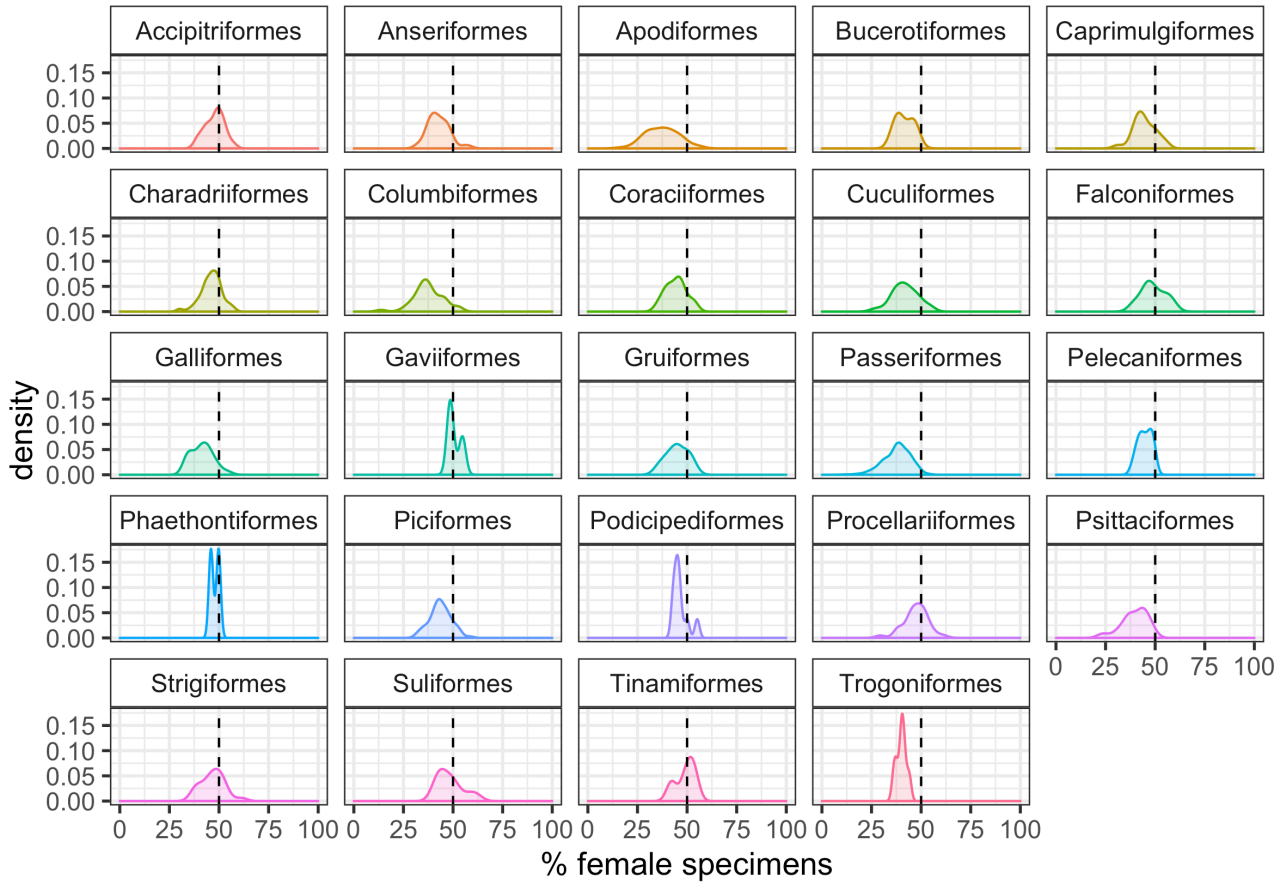 Accipitriformes Anseriformes Apodiformes Bucerotiformes Caprimulgiformes
0.15
0.10
0.05
0.00
Charadriiformes Columbiformes Coraciiformes Cuculiformes Falconiformes
0.15
0.10
0.05
0.00
Galliformes Gaviiformes Gruiformes Passeriformes Pelecaniformes
0.15
0.10
0.05
0.00
density
Phaethontiformes Piciformes Podicipediformes Procellariiformes Psittaciformes
0.15
0.10
0.05
0.00
0 25 50 75 100
Strigiformes Suliformes Tinamiformes Trogoniformes
0.15
0.10
0.05
0.00
0 25 50 75 100 0 25 50 75 100 0 25 50 75 100 0 25 50 75 100
% female specimens